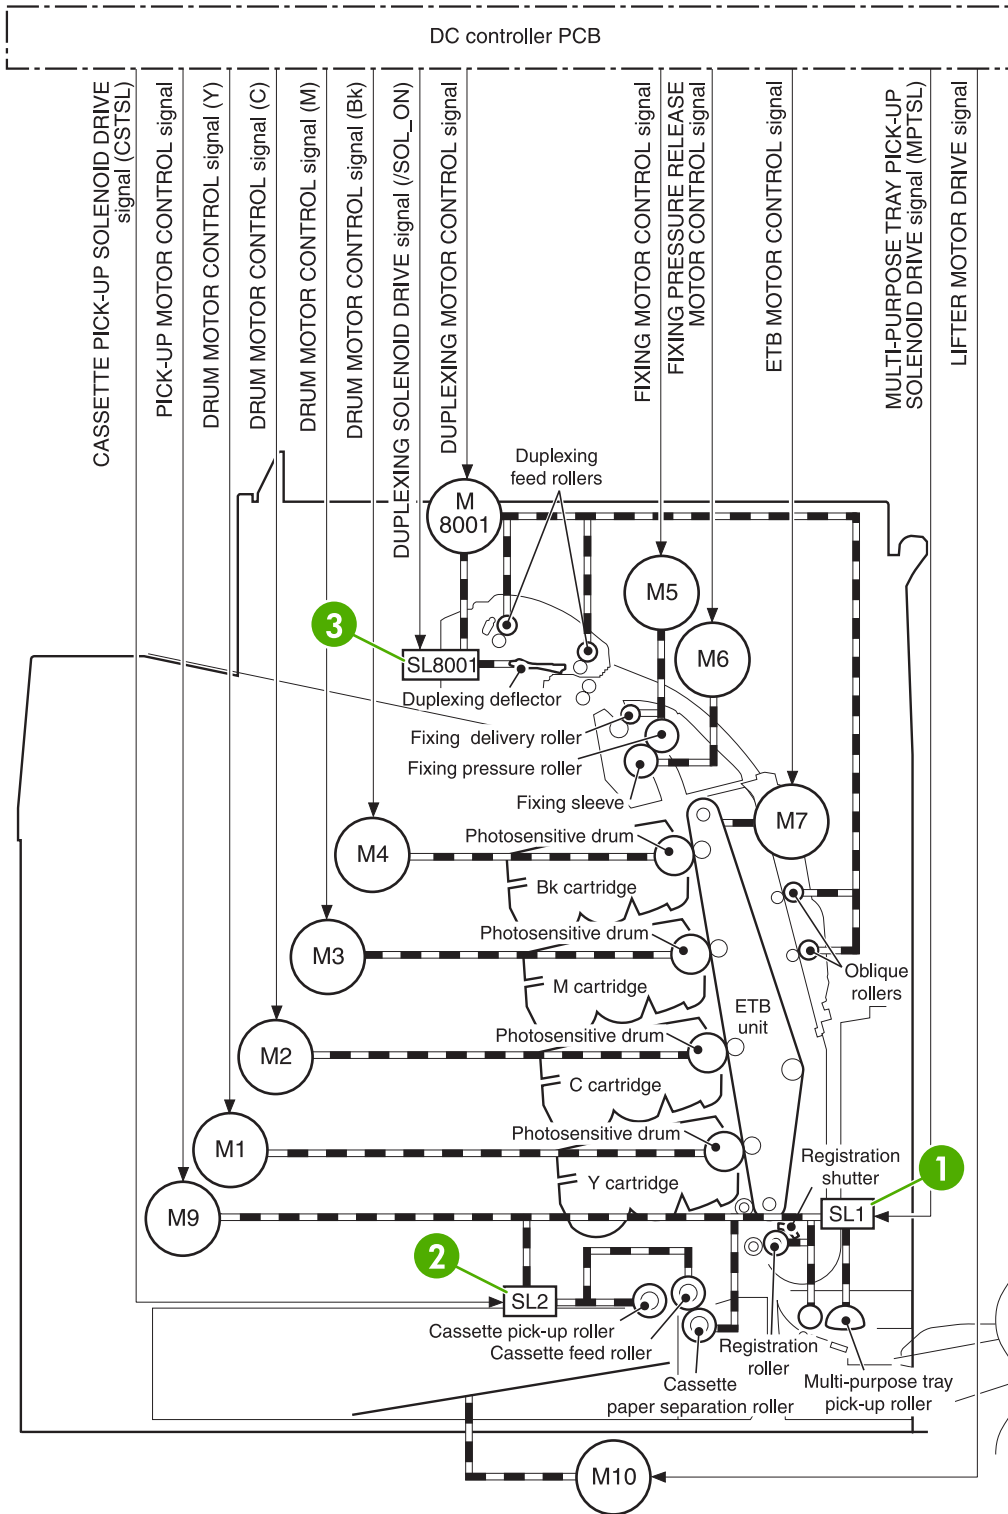 DC controller PCB
CASSETTE PICK-UP SOLENOID DRIVE
signal (CSTSL)
PICK-UP MOTOR CONTROL signal
DRUM MOTOR CONTROL signal (Y)
DRUM MOTOR CONTROL signal (C)
DRUM MOTOR CONTROL signal (M)
DRUM MOTOR CONTROL signal (Bk)
DUPLEXING SOLENOID DRIVE signal (/SOL_ON)
DUPLEXING MOTOR CONTROL signal
FIXING MOTOR CONTROL signal
FIXING PRESSURE RELEASE
MOTOR CONTROL signal
ETB MOTOR CONTROL signal
MULTI-PURPOSE TRAY PICK-UP
SOLENOID DRIVE signal (MPTSL)
LIFTER MOTOR DRIVE signal
Duplexing
feed rollers
M
8001
M5
3
M6
SL8001
Duplexing deflector
Fixing delivery roller
Fixing pressure roller
Fixing sleeve
M7
Photosensitive drum
M4
Bk cartridge
Photosensitive drum
M3
Oblique
rollers
M cartridge
ETB
unit
Photosensitive drum
M2
C cartridge
Photosensitive drum
M1
Registration
shutter
1
Y cartridge
M9
SL1
2
SL2
Cassette pick-up roller
Cassette feed roller
Registration
roller
Cassette
paper separation roller
Multi-purpose tray
pick-up roller
M10